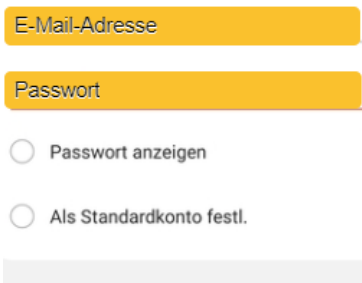 E-Mail-Adresse
Passwort
Passwort anzeigen
Als Standardkonto festl.